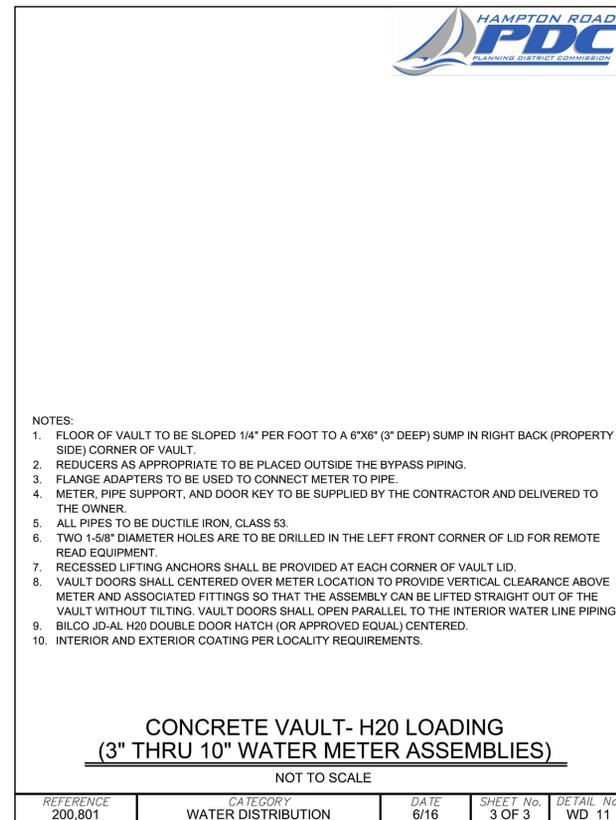 HAMPTON ROAD
PDC
PLANNING DISTRICT COMMISSION
NOTES:
1. FLOOR OF VAULT TO BE SLOPED 1/4" PER FOOT TO A 6"X6" (3" DEEP) SUMP IN RIGHT BACK (PROPERTY
SIDE) CORNER OF VAULT.
2. REDUCERS AS APPROPRIATE TO BE PLACED OUTSIDE THE BYPASS PIPING.
3. FLANGE ADAPTERS TO BE USED TO CONNECT METER TO PIPE.
4. METER, PIPE SUPPORT, AND DOOR KEY TO BE SUPPLIED BY THE CONTRACTOR AND DELIVERED TO
THE OWNER.
5. ALL PIPES TO BE DUCTILE IRON, CLASS 53.
6. TWO 1-5/8" DIAMETER HOLES ARE TO BE DRILLED IN THE LEFT FRONT CORNER OF LID FOR REMOTE
READ EQUIPMENT.
7. RECESSED LIFTING ANCHORS SHALL BE PROVIDED AT EACH CORNER OF VAULT LID.
8. VAULT DOORS SHALL CENTERED OVER METER LOCATION TO PROVIDE VERTICAL CLEARANCE ABOVE
METER AND ASSOCIATED FITTINGS SO THAT THE ASSEMBLY CAN BE LIFTED STRAIGHT OUT OF THE
VAULT WITHOUT TILTING. VAULT DOORS SHALL OPEN PARALLEL TO THE INTERIOR WATER LINE PIPING
9. BILCO JD-AL H20 DOUBLE DOOR HATCH (OR APPROVED EQUAL) CENTERED.
10. INTERIOR AND EXTERIOR COATING PER LOCALITY REQUIREMENTS.
CONCRETE VAULT- H20 LOADING
(3" THRU 10" WATER METER ASSEMBLIES)
NOT TO SCALE
REFERENCE CATEGORY DATE SHEET No. DETAIL No
200,801 WATER DISTRIBUTION 6/16 3 OF 3 WD_11